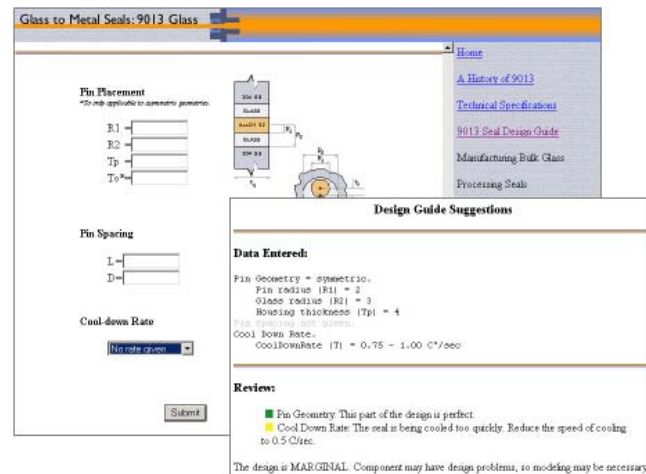 Glass to Metal Seals: 9013 Glass
Home
A History of 9013
Technical Specifications
9013 Seal Design Guide
Manufacturing Bulk Glass
Processing Seals
Pin Placement
*To only applicable to asymmetric geometries.
R1 =
R2 =
Tp =
To*=
GLASS
GLASS
Pin Spacing
L=
D=
Cool-down Rate
No rate given
Submit
Design Guide Suggestions
Data Entered:
Pin Geometry = symmetric.
Pin radius (R1) = 2
Glass radius (R2) = 3
Housing thickness (Tp) = 4
Pin Spacing not given.
Cool Down Rate.
CoolDownRate (T) = 0.75 - 1.00 C°/sec
Review:
Pin Geometry: This part of the design is perfect.
Cool Down Rate: The seal is being cooled too quickly. Reduce the speed of cooling
to 0.5 C/sec.
The design is MARGINAL. Component may have design problems, so modeling may be necessary